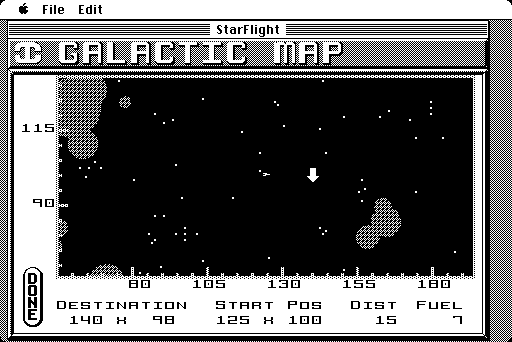 File Edit
StarFlight
GALACTIC MAP
115
90
80 105 130 155 180
DONE
DESTINATION START POS DIST FUEL
140 X 98 125 X 100 15 7